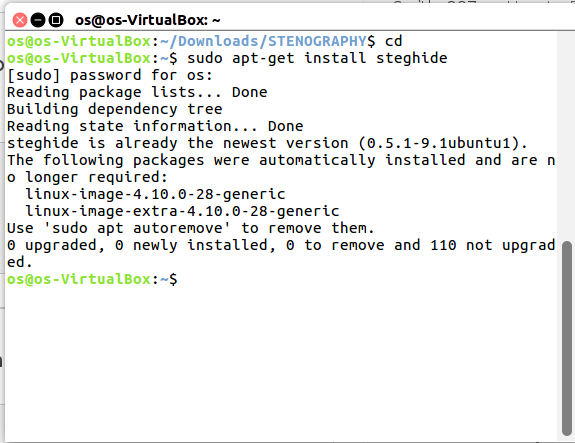 os@os-VirtualBox: ~
os@os-VirtualBox:~/Downloads/STENOGRAPHY$ cd
os@os-VirtualBox:~$ sudo apt-get install steghide
[sudo] password for os:
Reading package lists... Done
Building dependency tree
Reading state information... Done
steghide is already the newest version (0.5.1-9.1ubuntu1).
The following packages were automatically installed and are n
o longer required:
  linux-image-4.10.0-28-generic
  linux-image-extra-4.10.0-28-generic
Use 'sudo apt autoremove' to remove them.
0 upgraded, 0 newly installed, 0 to remove and 110 not upgrad
ed.
os@os-VirtualBox:~$